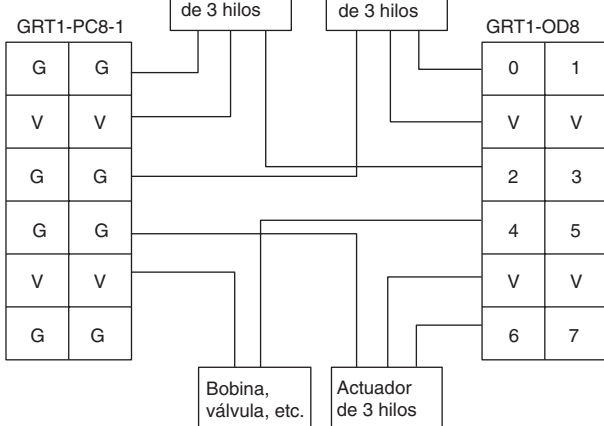 de 3 hilos
de 3 hilos
GRT1-PC8-1
GRT1-OD8
G G
V V
G G
G G
V V
G G
0 1
V V
2 3
4 5
V V
6 7
Bobina,
válvula, etc.
Actuador
de 3 hilos